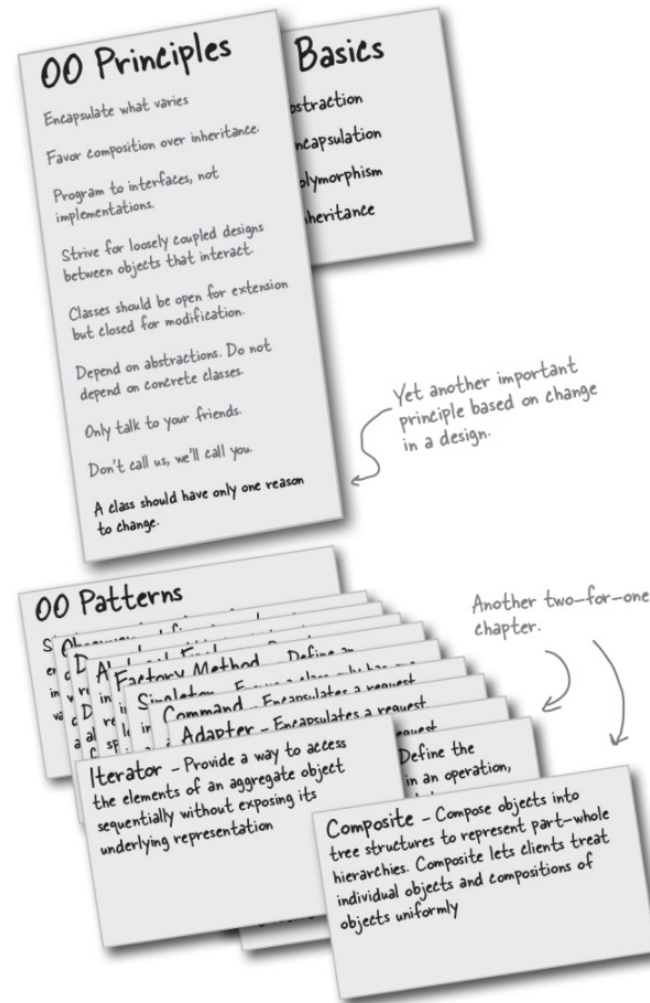 OO Principles
Encapsulate what varies
Favor composition over inheritance.
Program to interfaces, not
implementations.
Strive for loosely coupled designs
between objects that interact.
Classes should be open for extension
but closed for modification.
Depend on abstractions. Do not
depend on concrete classes.
Only talk to your friends.
Don't call us, we'll call you.
A class should have only one reason
to change.
Basics
bstraction
ncapsulation
olymorphism
heritance
Yet another important
principle based on change
in a design.
OO Patterns
Factory Method - Define an
Singleton
Command - Encapsulates a request
Adapter - Encapsulates a request
Define the
in an operation,
Another two-for-one
chapter.
Iterator - Provide a way to access
the elements of an aggregate object
sequentially without exposing its
underlying representation
Composite - Compose objects into
tree structures to represent part-whole
hierarchies. Composite lets clients treat
individual objects and compositions of
objects uniformly